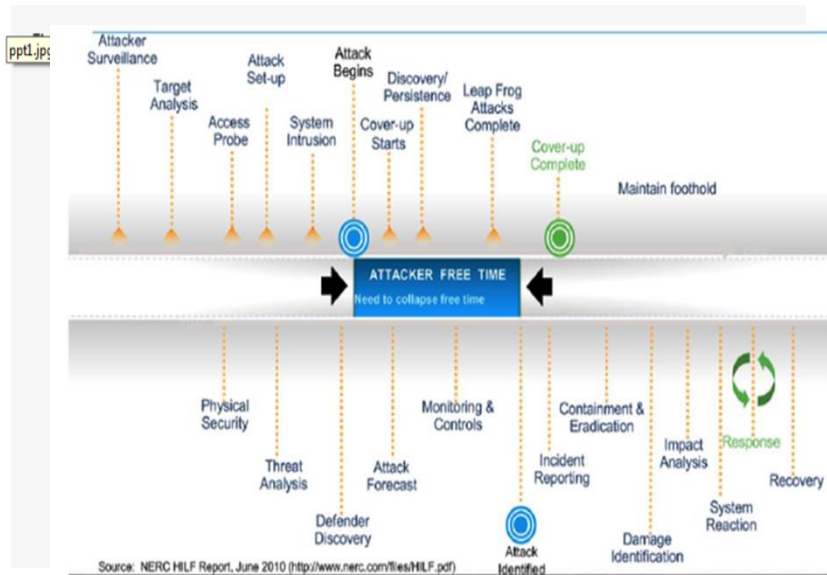 ppt1.jpg
Attacker
Surveillance
Target
Analysis
Access
Probe
Attack
Set-up
System
Intrusion
Attack
Begins
Cover-up
Starts
Discovery/
Persistence
Leap Frog
Attacks
Complete
Cover-up
Complete
Maintain foothold
ATTACKER FREE TIME
Need to collapse free time
Physical
Security
Threat
Analysis
Defender
Discovery
Attack
Forecast
Monitoring &
Controls
Attack
Identified
Incident
Reporting
Containment &
Eradication
Damage
Identification
Impact
Analysis
System
Reaction
Response
Recovery
Source: NERC HILF Report, June 2010 (http://www.nerc.com/files/HILF.pdf)